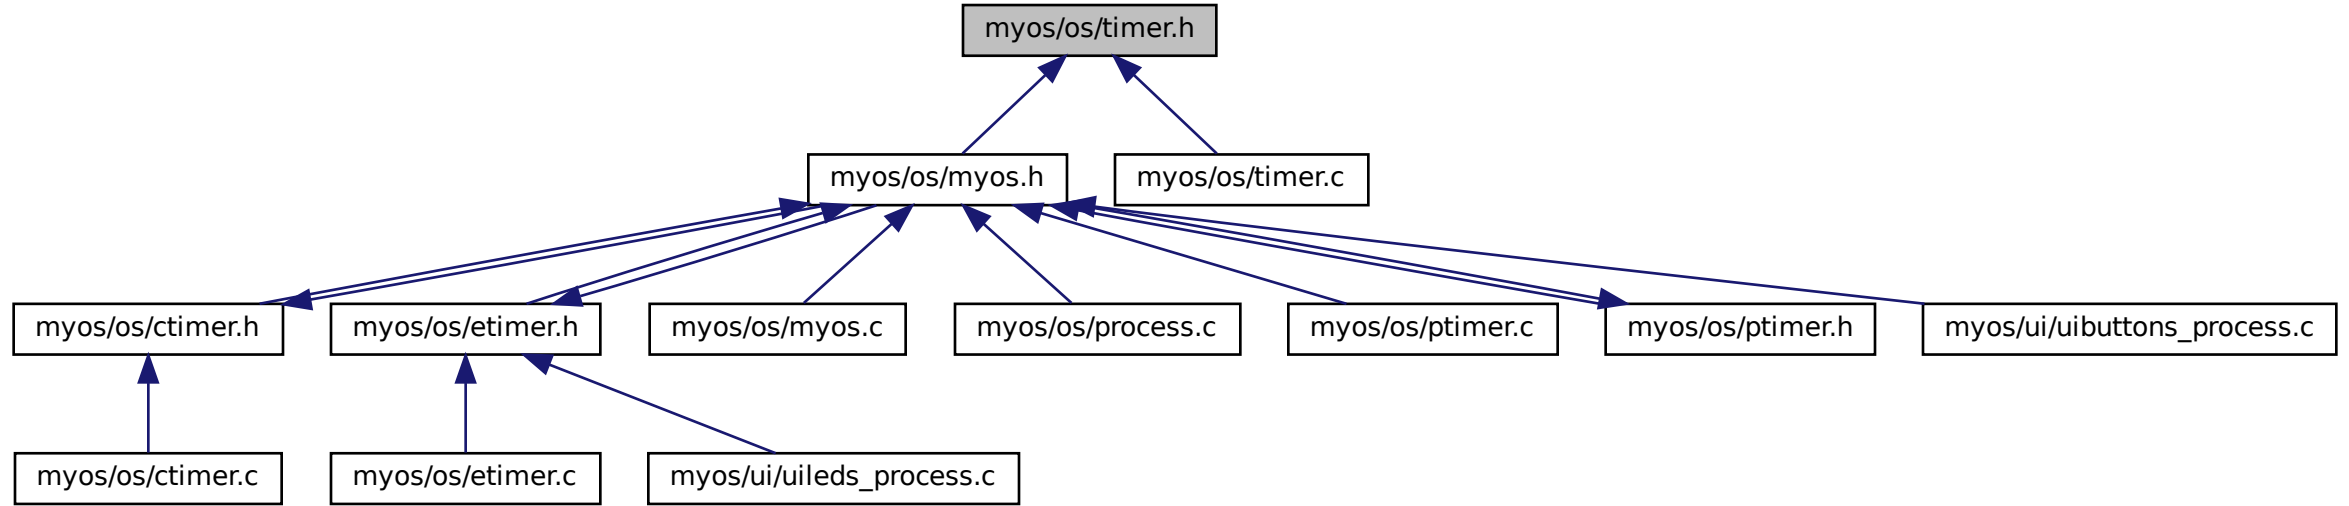 myos/os/timer.h
myos/os/myos.h
myos/os/timer.c
myos/os/ctimer.h
myos/os/etimer.h
myos/os/myos.c
myos/os/process.c
myos/os/ptimer.c
myos/os/ptimer.h
myos/ui/uibuttons_process.c
myos/os/ctimer.c
myos/os/etimer.c
myos/ui/uileds_process.c